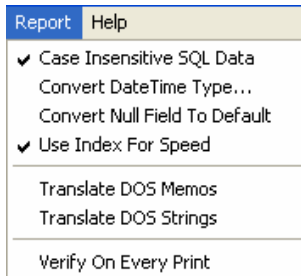 Report Help
Case Insensitive SQL Data
Convert DateTime Type...
Convert Null Field To Default
Use Index For Speed
Translate DOS Memos
Translate DOS Strings
Verify On Every Print